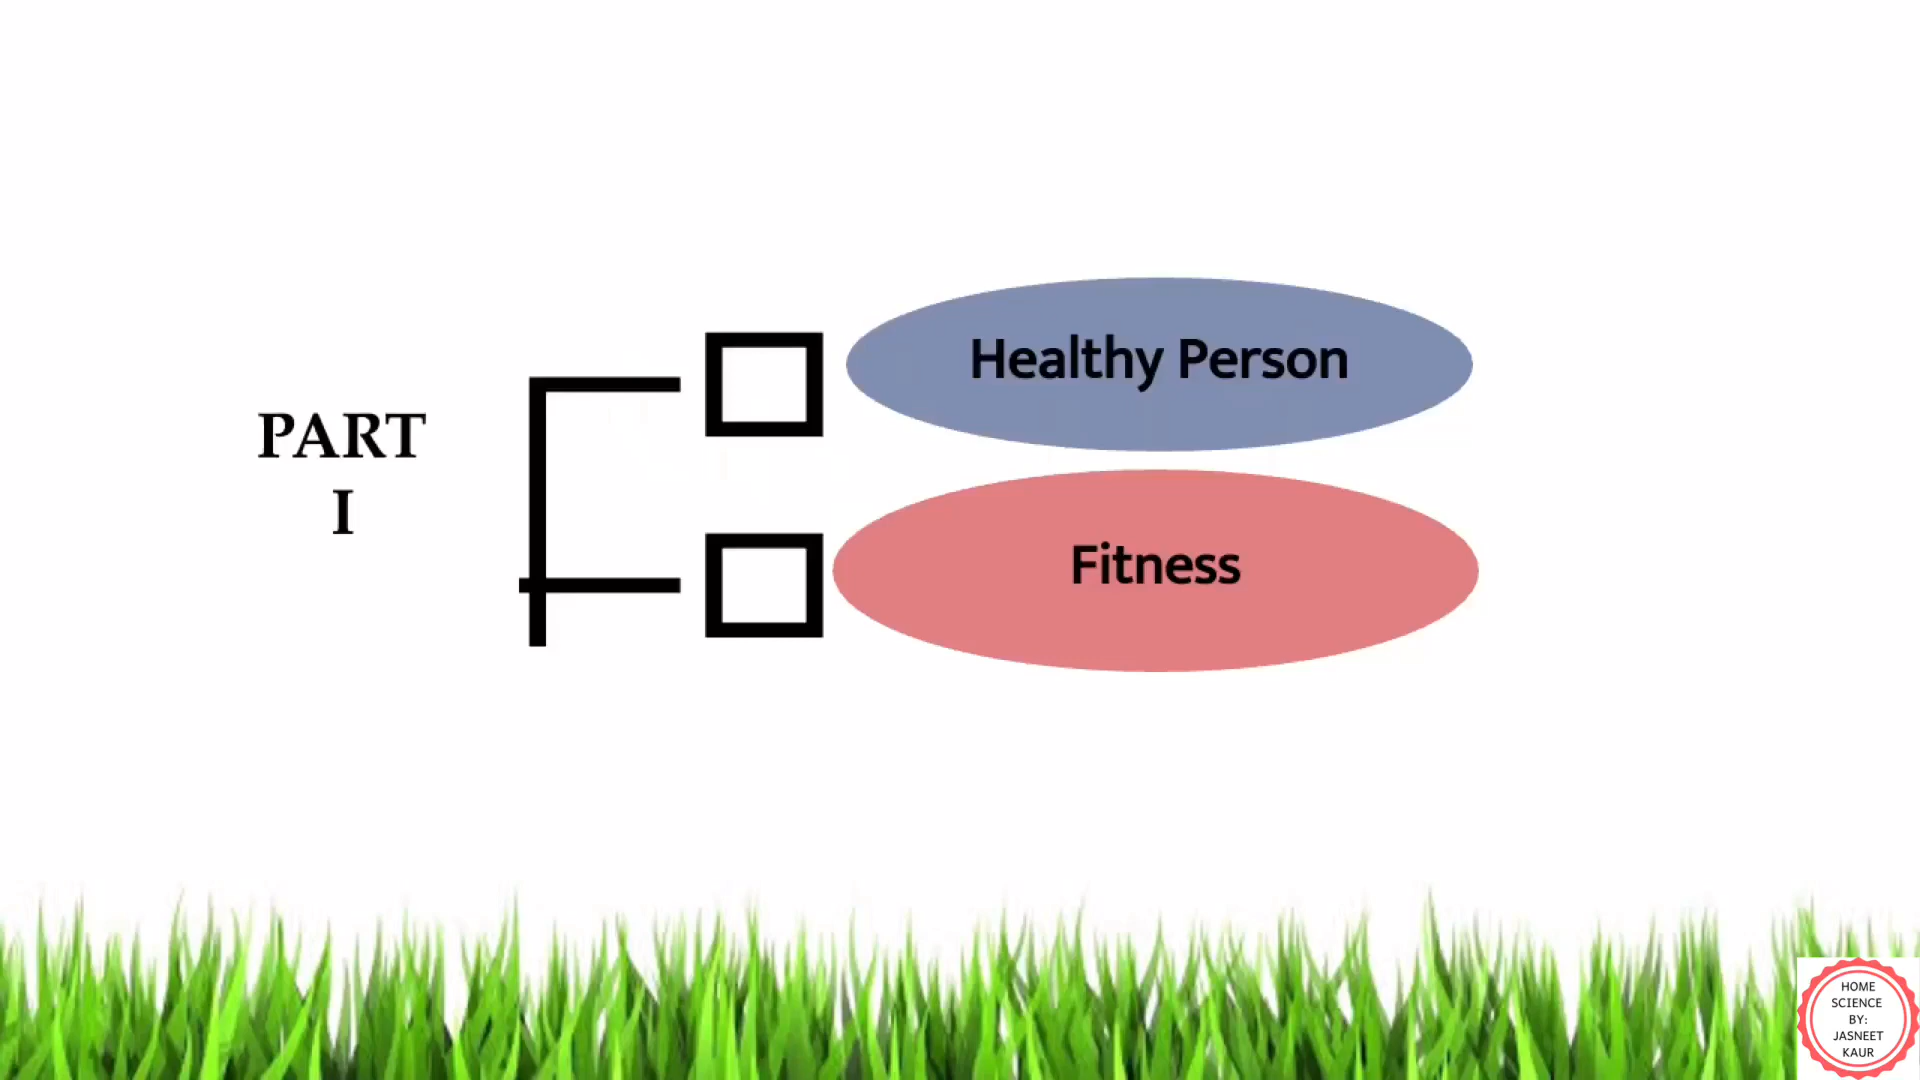 PART
I
Healthy Person
Fitness
HOME
SCIENCE
BY:
JASNEET
KAUR